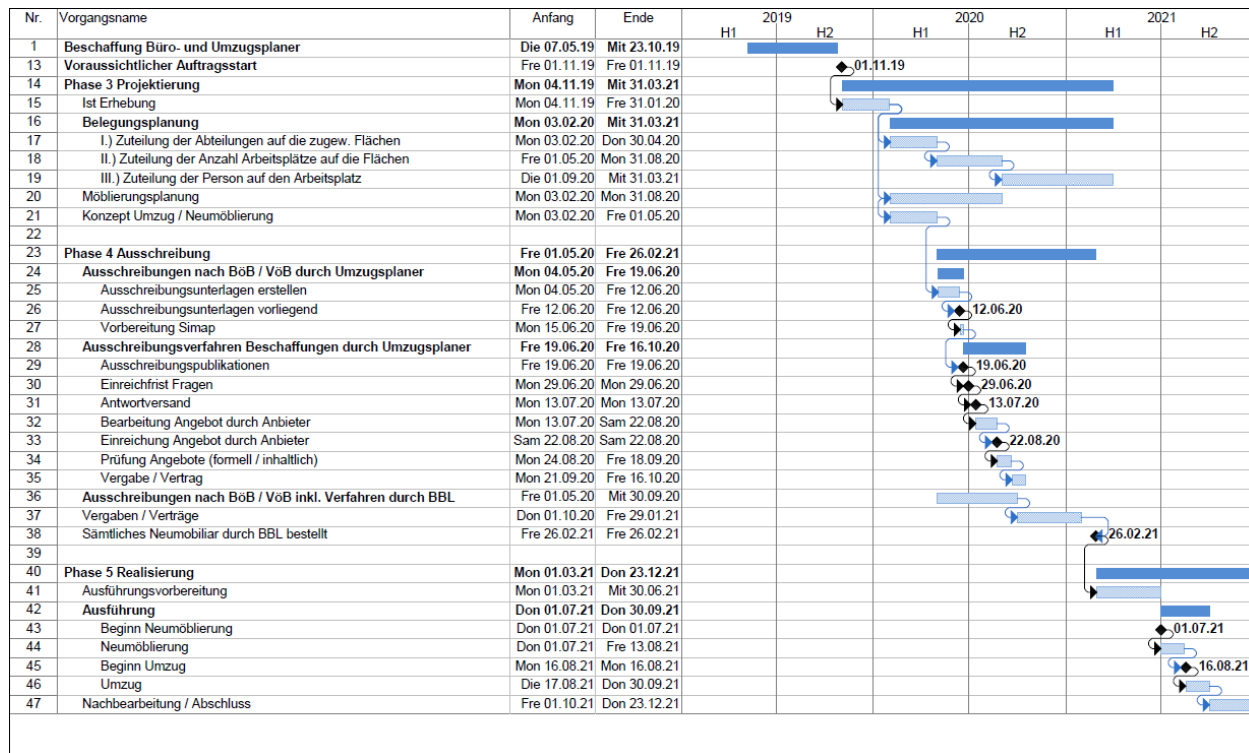 Nr. Vorgangsname Anfang Ende 2019 2020 2021
H1 H2 H1 H2 H1 H2
1 Beschaffung Büro- und Umzugsplaner Die 07.05.19 Mit 23.10.19
13 Voraussichtlicher Auftragsstart Fre 01.11.19 Fre 01.11.19 01.11.19
14 Phase 3 Projektierung Mon 04.11.19 Mit 31.03.21
15 Ist Erhebung Mon 04.11.19 Fre 31.01.20
16 Belegungsplanung Mon 03.02.20 Mit 31.03.21
17 I.) Zuteilung der Abteilungen auf die zugew. Flächen Mon 03.02.20 Don 30.04.20
18 II.) Zuteilung der Anzahl Arbeitsplätze auf die Flächen Fre 01.05.20 Mon 31.08.20
19 III.) Zuteilung der Person auf den Arbeitsplatz Die 01.09.20 Mit 31.03.21
20 Möblierungsplanung Mon 03.02.20 Mon 31.08.20
21 Konzept Umzug / Neumöblierung Mon 03.02.20 Fre 01.05.20
22
23 Phase 4 Ausschreibung Fre 01.05.20 Fre 26.02.21
24 Ausschreibungen nach BöB / VöB durch Umzugsplaner Mon 04.05.20 Fre 19.06.20
25 Ausschreibungsunterlagen erstellen Mon 04.05.20 Fre 12.06.20
26 Ausschreibungsunterlagen vorliegend Fre 12.06.20 Fre 12.06.20 12.06.20
27 Vorbereitung Simap Mon 15.06.20 Fre 19.06.20
28 Ausschreibungsverfahren Beschaffungen durch Umzugsplaner Fre 19.06.20 Fre 16.10.20
29 Ausschreibungspublikationen Fre 19.06.20 Fre 19.06.20 19.06.20
30 Einreichfrist Fragen Mon 29.06.20 Mon 29.06.20 29.06.20
31 Antwortversand Mon 13.07.20 Mon 13.07.20 13.07.20
32 Bearbeitung Angebot durch Anbieter Mon 13.07.20 Sam 22.08.20
33 Einreichung Angebot durch Anbieter Sam 22.08.20 Sam 22.08.20 22.08.20
34 Prüfung Angebote (formell / inhaltlich) Mon 24.08.20 Fre 18.09.20
35 Vergabe / Vertrag Mon 21.09.20 Fre 16.10.20
36 Ausschreibungen nach BöB / VöB inkl. Verfahren durch BBL Fre 01.05.20 Mit 30.09.20
37 Vergaben / Verträge Don 01.10.20 Fre 29.01.21
38 Sämtliches Neumobiliar durch BBL bestellt Fre 26.02.21 Fre 26.02.21 26.02.21
39
40 Phase 5 Realisierung Mon 01.03.21 Don 23.12.21
41 Ausführungsvorbereitung Mon 01.03.21 Mit 30.06.21
42 Ausführung Don 01.07.21 Don 30.09.21
43 Beginn Neumöblierung Don 01.07.21 Don 01.07.21 01.07.21
44 Neumöblierung Don 01.07.21 Fre 13.08.21
45 Beginn Umzug Mon 16.08.21 Mon 16.08.21 16.08.21
46 Umzug Die 17.08.21 Don 30.09.21
47 Nachbearbeitung / Abschluss Fre 01.10.21 Don 23.12.21